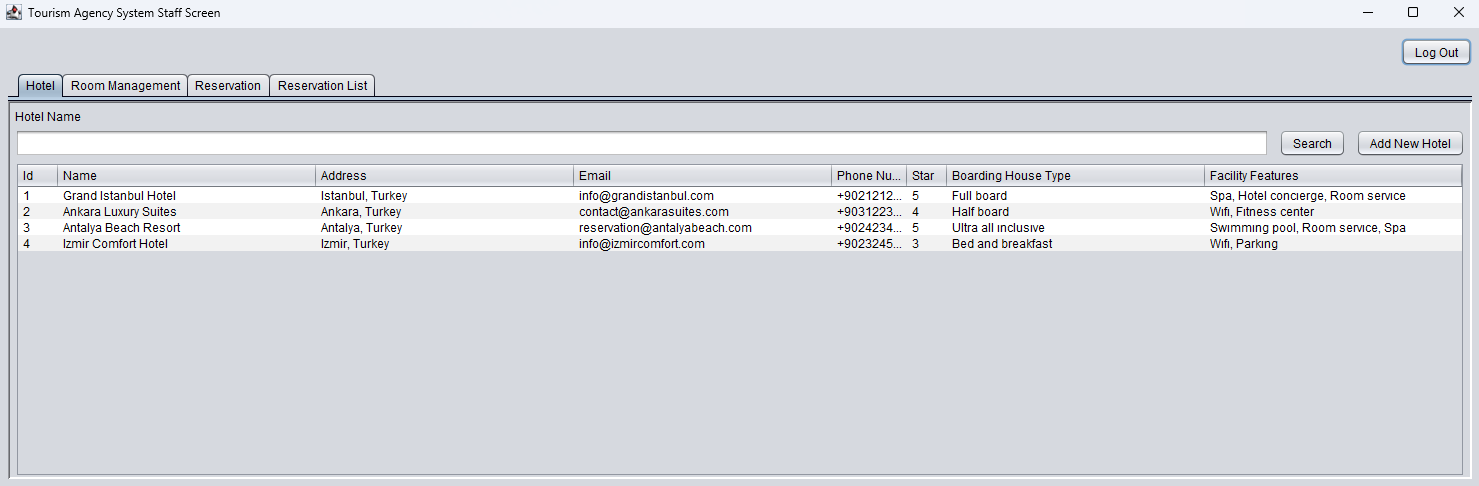 Tourism Agency System Staff Screen
Log Out
Hotel Room Management Reservation Reservation List
Hotel Name
Search Add New Hotel
Id Name Address Email Phone Nu... Star Boarding House Type Facility Features
1 Grand Istanbul Hotel Istanbul, Turkey info@grandistanbul.com +9021212... 5 Full board Spa, Hotel concierge, Room service
2 Ankara Luxury Suites Ankara, Turkey contact@ankarasuites.com +9031223... 4 Half board Wifi, Fitness center
3 Antalya Beach Resort Antalya, Turkey reservation@antalyabeach.com +9024234... 5 Ultra all inclusive Swimming pool, Room service, Spa
4 Izmir Comfort Hotel Izmir, Turkey info@izmircomfort.com +9023245... 3 Bed and breakfast Wifi, Parking